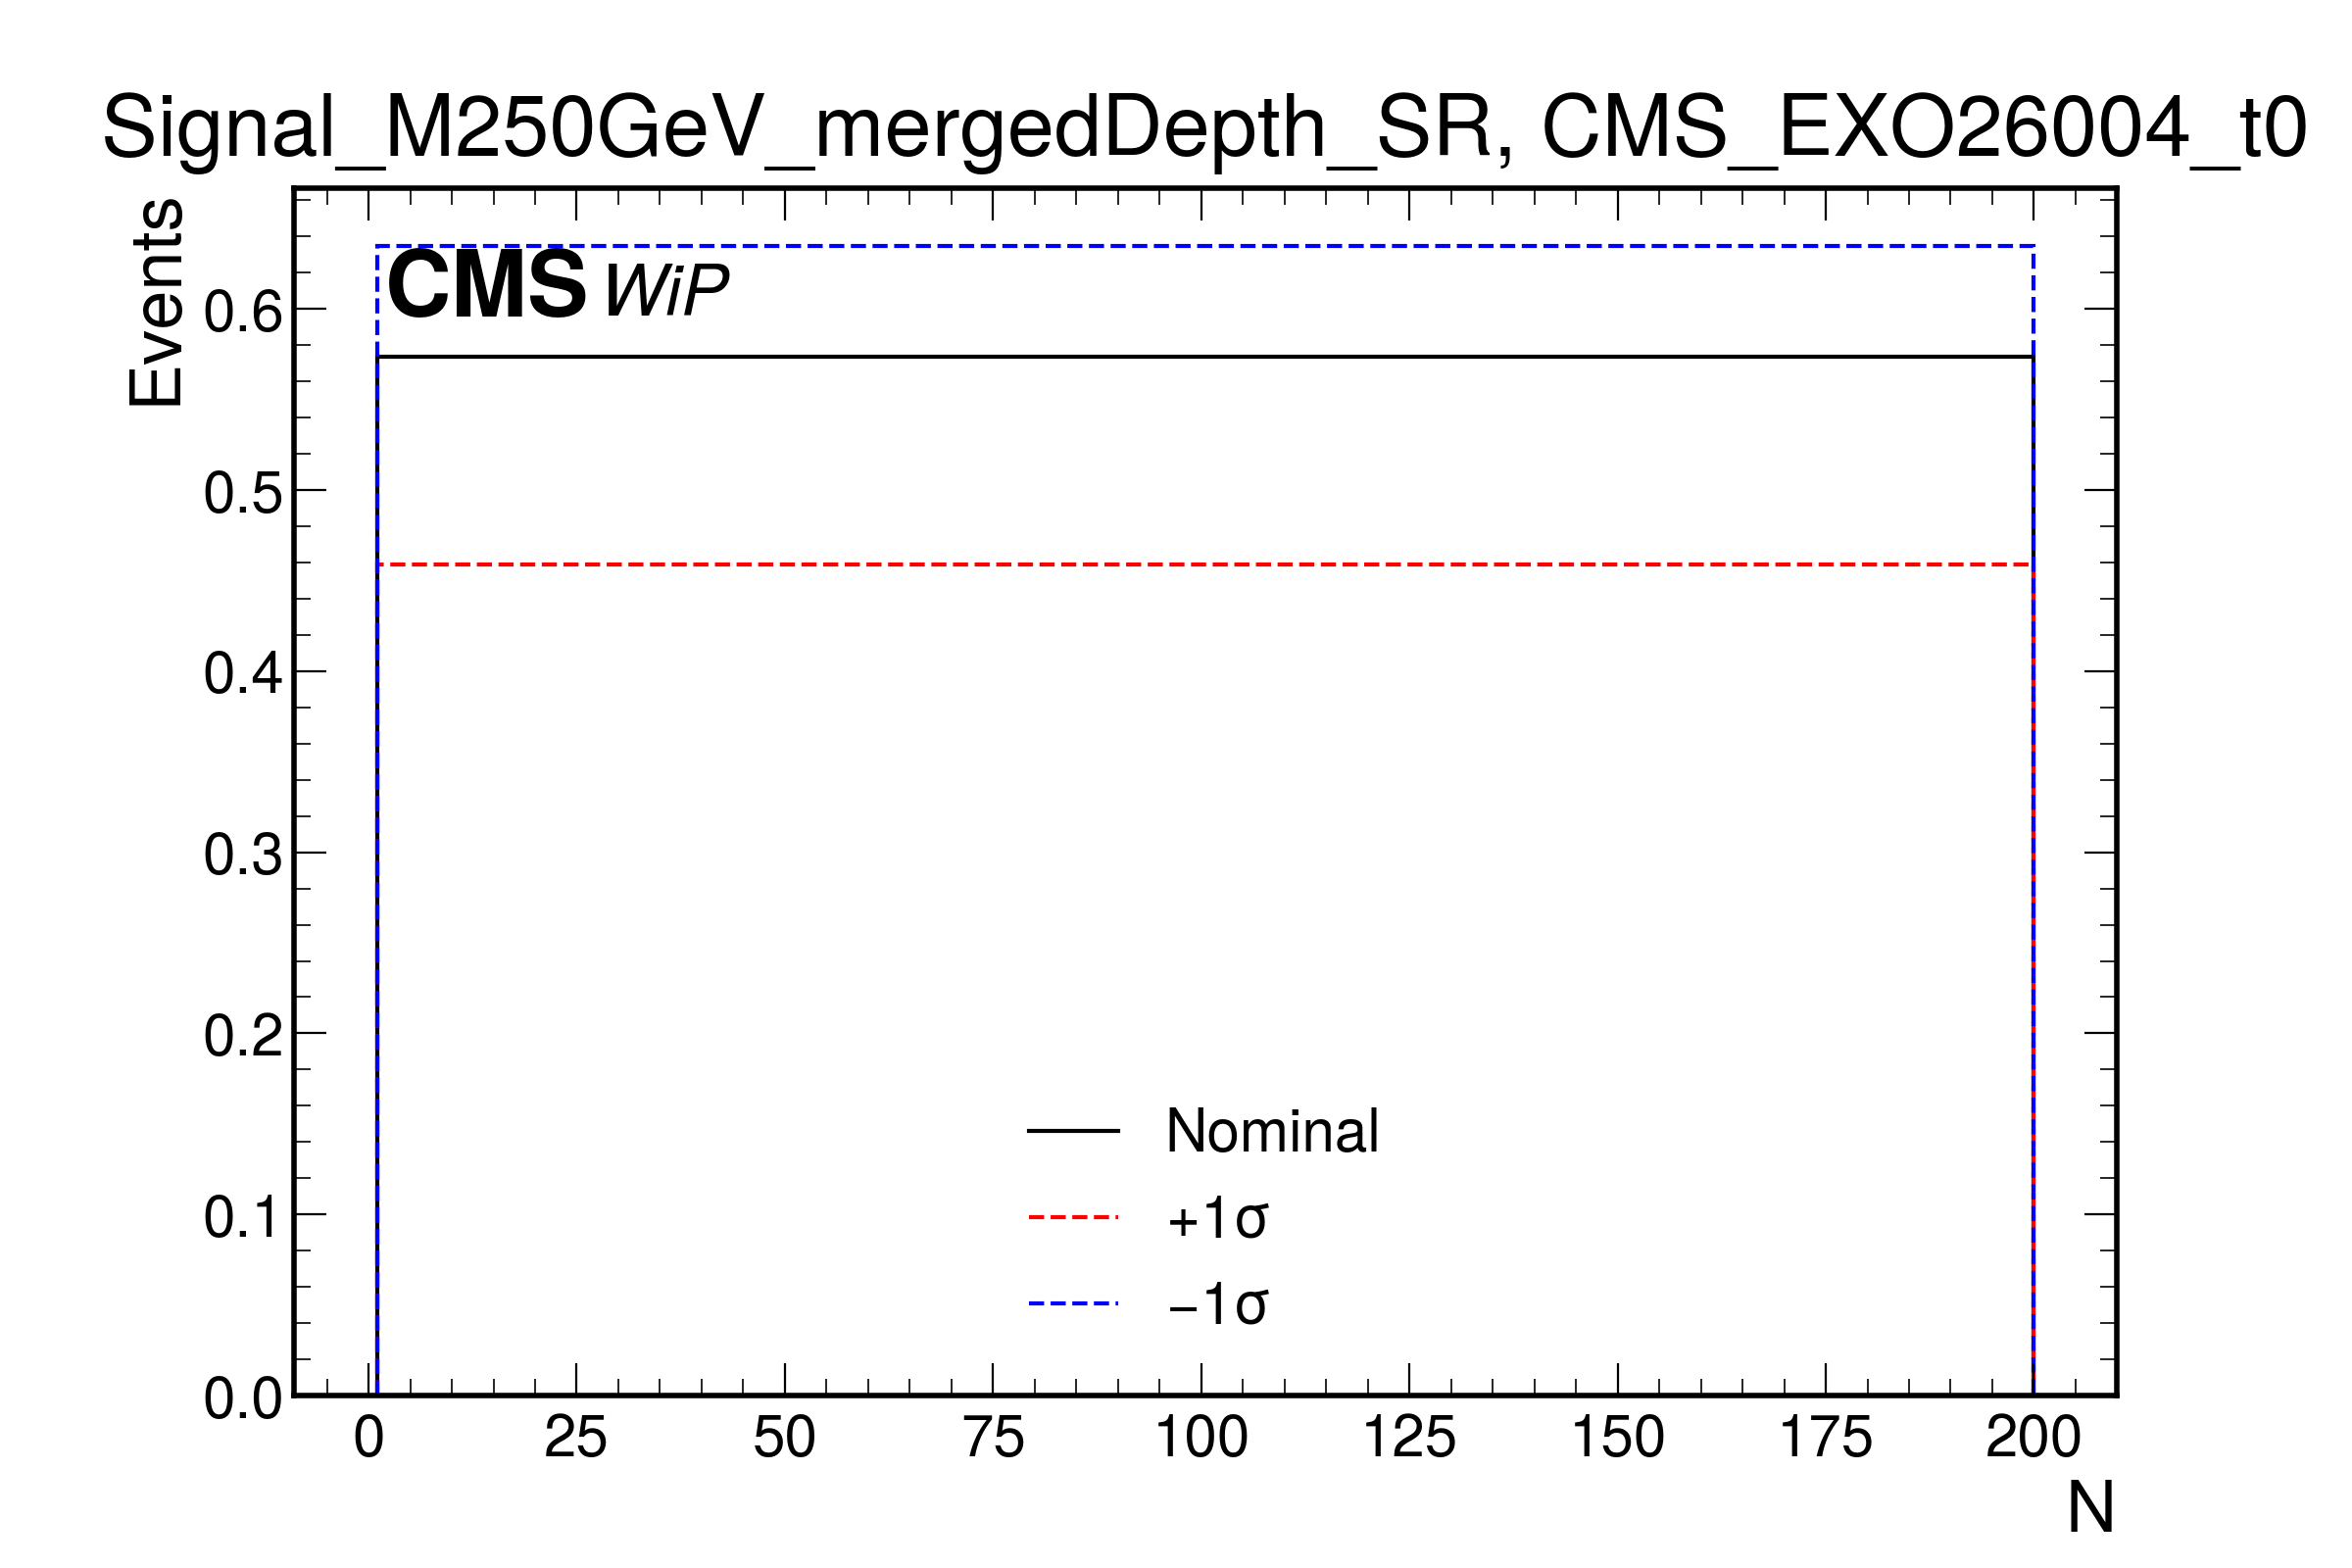 Signal_M250GeV_mergedDepth_SR, CMS_EXO26004_t0
Events
CMS WiP
0.6
0.5
0.4
0.3
0.2
0.1
0.0
Nominal
+1σ
−1σ
0 25 50 75 100 125 150 175 200
N